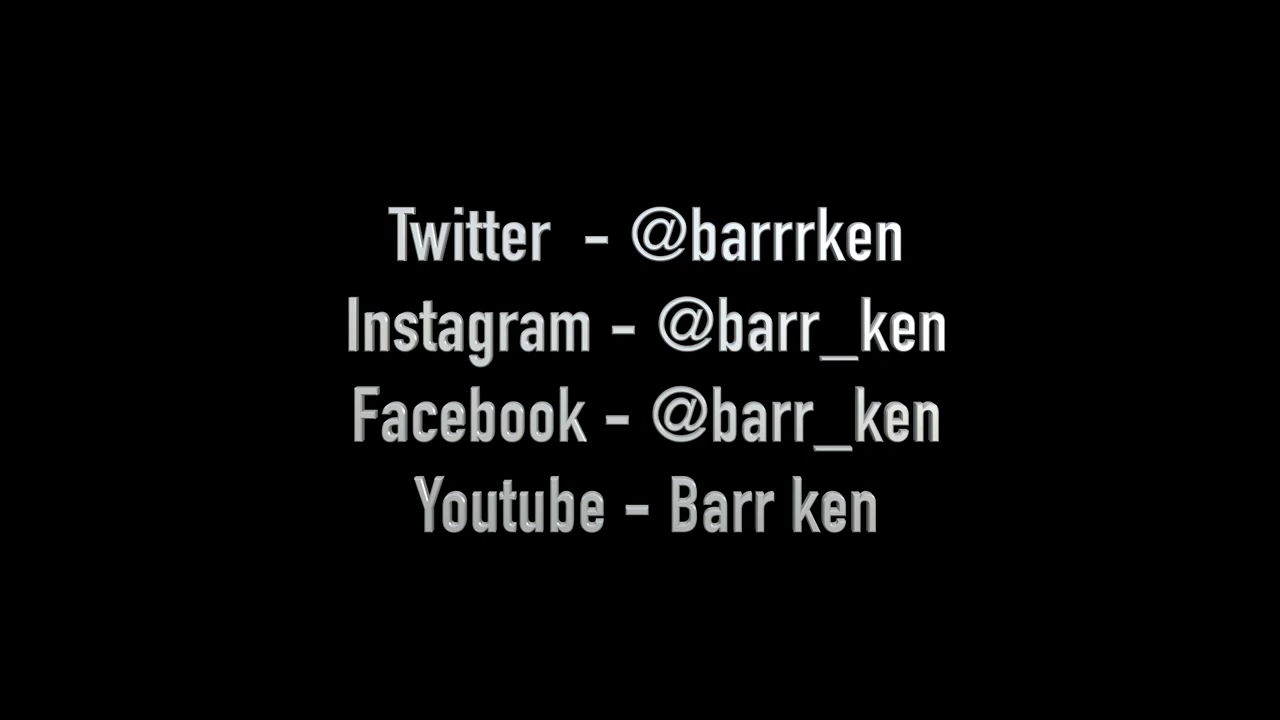 Twitter - @barrrken
Instagram - @barr_ken
Facebook - @barr_ken
Youtube - Barr ken